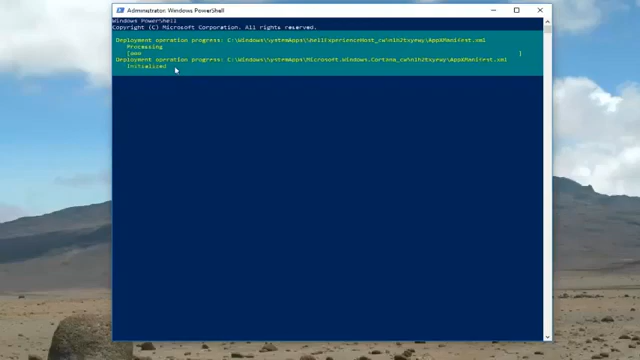 Administrator: Windows PowerShell
Windows PowerShell
Copyright (C) Microsoft Corporation. All rights reserved.
Deployment operation progress: C:\Windows\SystemApps\ShellExperienceHost_cw5n1h2txyewy\AppXManifest.xml
Processing
[ooo ]
Deployment operation progress: C:\Windows\SystemApps\Microsoft.Windows.Cortana_cw5n1h2txyewy\AppXManifest.xml
Initialized